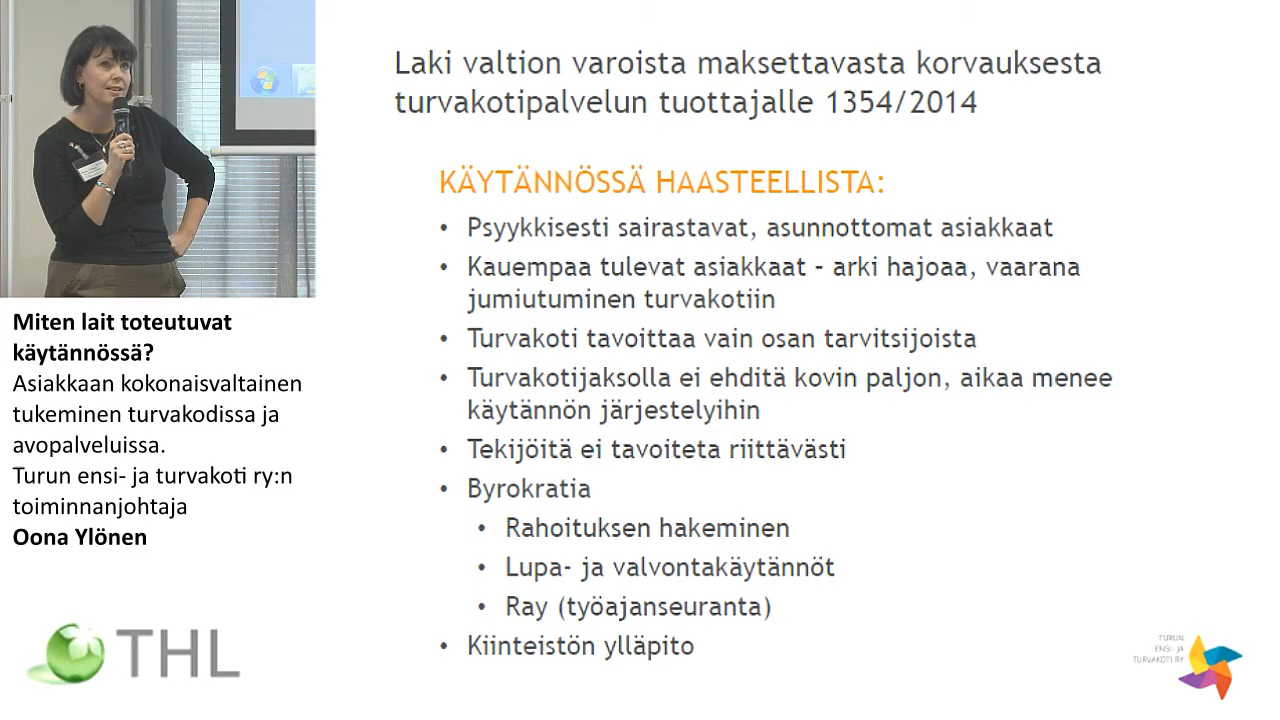 Laki valtion varoista maksettavasta korvauksesta
turvakotipalvelun tuottajalle 1354/2014
KÄYTÄNNÖSSÄ HAASTEELLISTA:
• Psyykkisesti sairastavat, asunnottomat asiakkaat
• Kauempaa tulevat asiakkaat – arki hajoaa, vaarana
jumiutuminen turvakotiin
• Turvakoti tavoittaa vain osan tarvitsijoista
• Turvakotijaksolla ei ehditä kovin paljon, aikaa menee
käytännön järjestelyihin
• Tekijöitä ei tavoiteta riittävästi
• Byrokratia
• Rahoituksen hakeminen
• Lupa- ja valvontakäytännöt
• Ray (työajanseuranta)
• Kiinteistön ylläpito
Miten lait toteutuvat
käytännössä?
Asiakkaan kokonaisvaltainen
tukeminen turvakodissa ja
avopalveluissa.
Turun ensi- ja turvakoti ry:n
toiminnanjohtaja
Oona Ylönen
THL
TURUN
ENSI- JA
TURVAKOTI RY